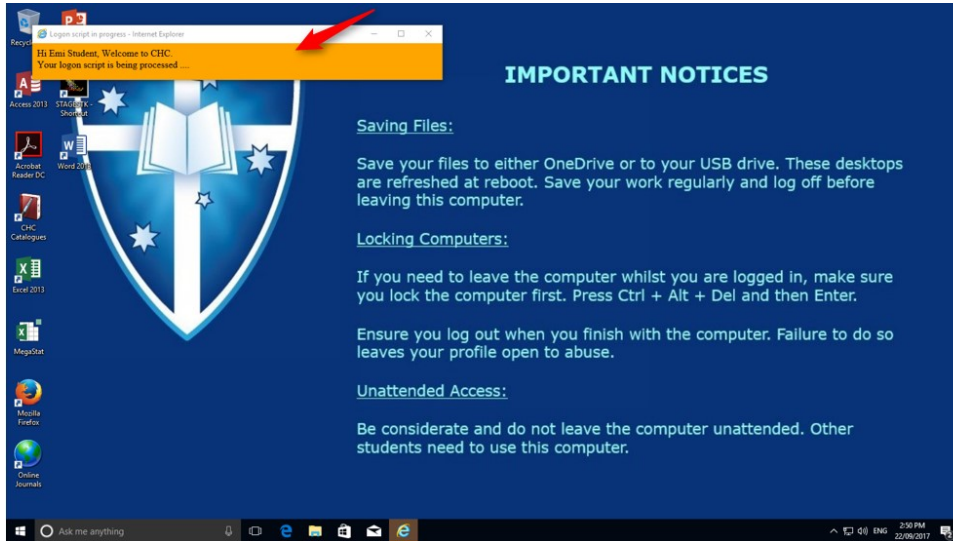 Logon script in progress - Internet Explorer
Hi Emi Student, Welcome to CHC.
Your logon script is being processed ....
Access 2013
Shortcut
Acrobat
Reader DC
CHC
Catalogues
Excel 2013
MegaStat
Mozilla
Firefox
Online
Journals
IMPORTANT NOTICES
Saving Files:
Save your files to either OneDrive or to your USB drive. These desktops
are refreshed at reboot. Save your work regularly and log off before
leaving this computer.
Locking Computers:
If you need to leave the computer whilst you are logged in, make sure
you lock the computer first. Press Ctrl + Alt + Del and then Enter.
Ensure you log out when you finish with the computer. Failure to do so
leaves your profile open to abuse.
Unattended Access:
Be considerate and do not leave the computer unattended. Other
students need to use this computer.
Ask me anything
ENG
2:50 PM
22/09/2017